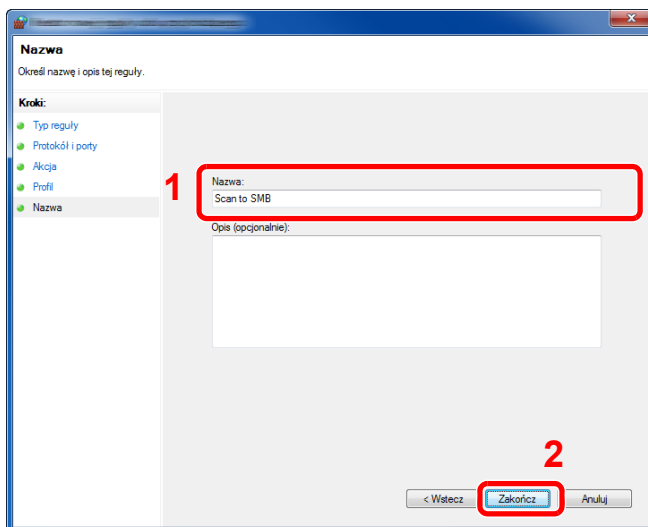 Nazwa
Określ nazwę i opis tej reguły.
Kroki:
Typ reguły
Protokół i porty
Akcja
Profil
Nazwa
1
Nazwa:
Scan to SMB
Opis (opcjonalnie):
2
< Wstecz
Zakończ
Anuluj